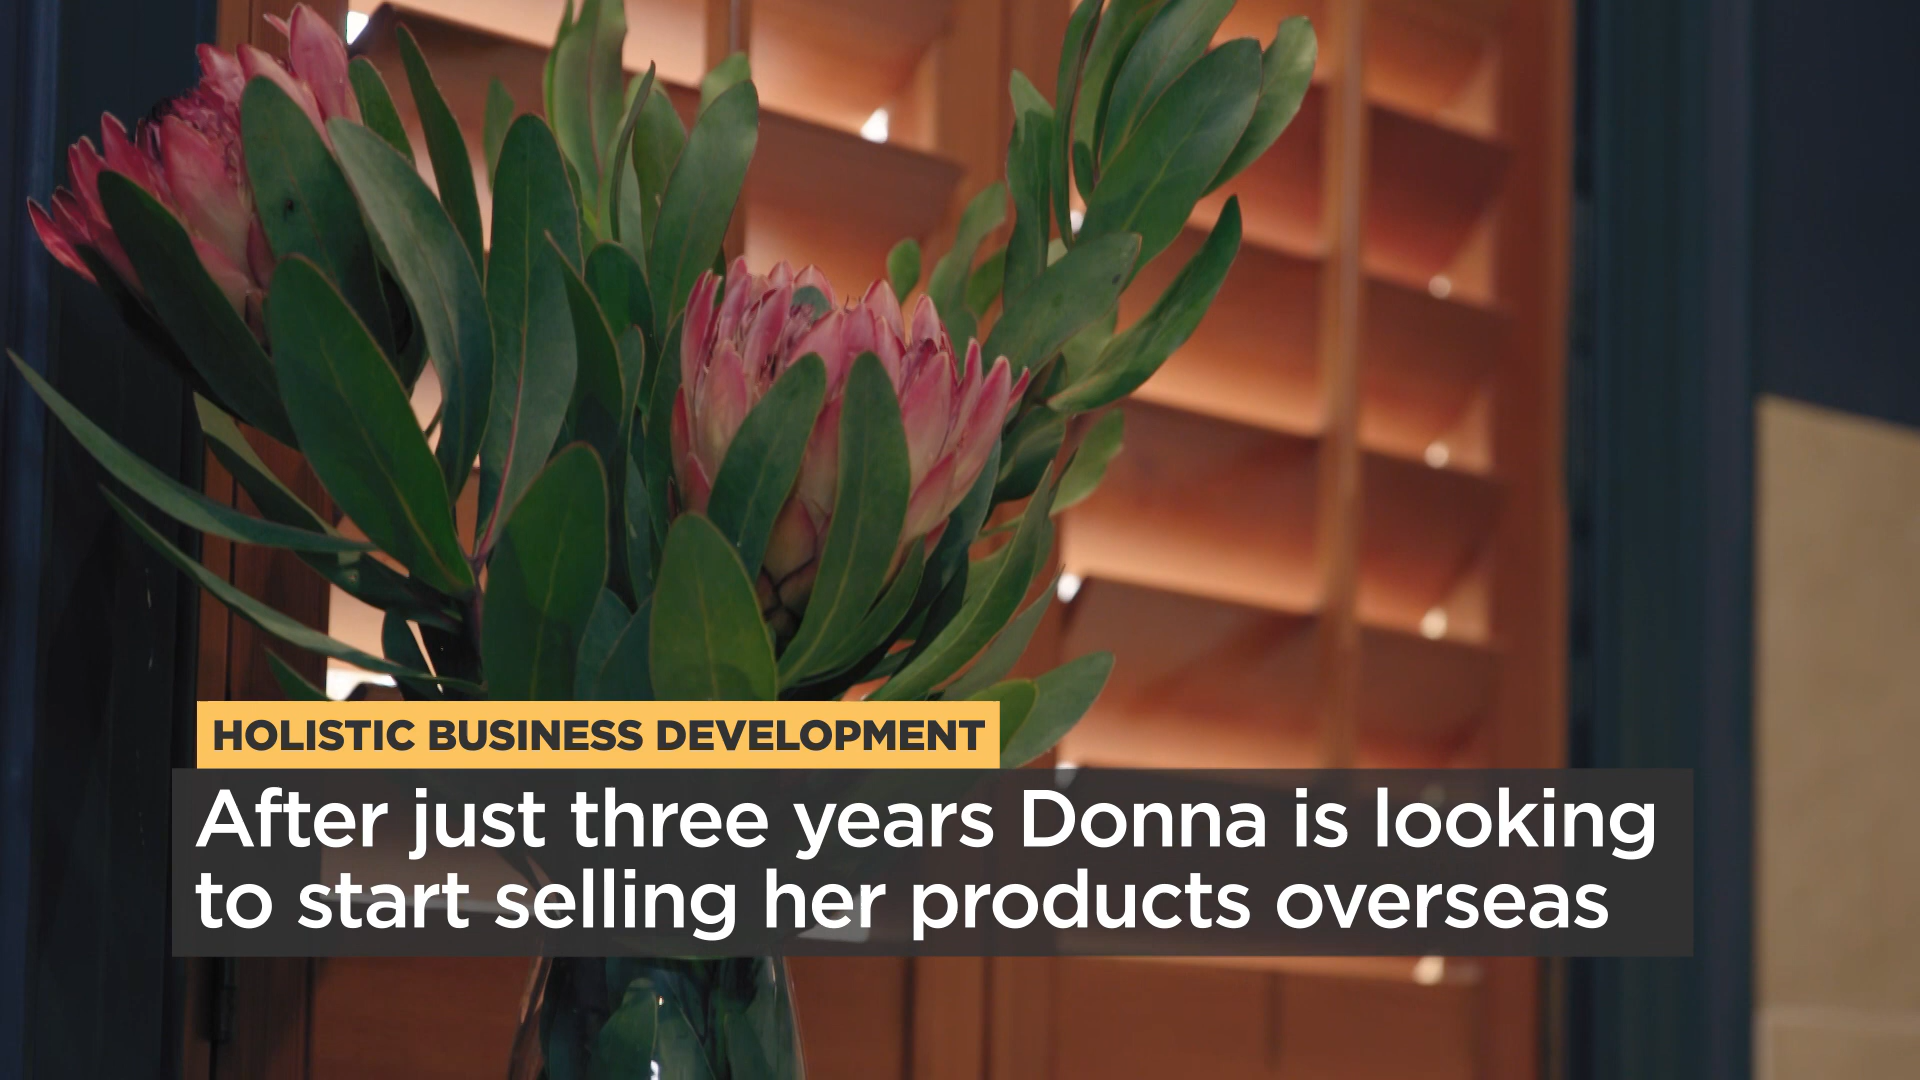 HOLISTIC BUSINESS DEVELOPMENT
After just three years Donna is looking
to start selling her products overseas